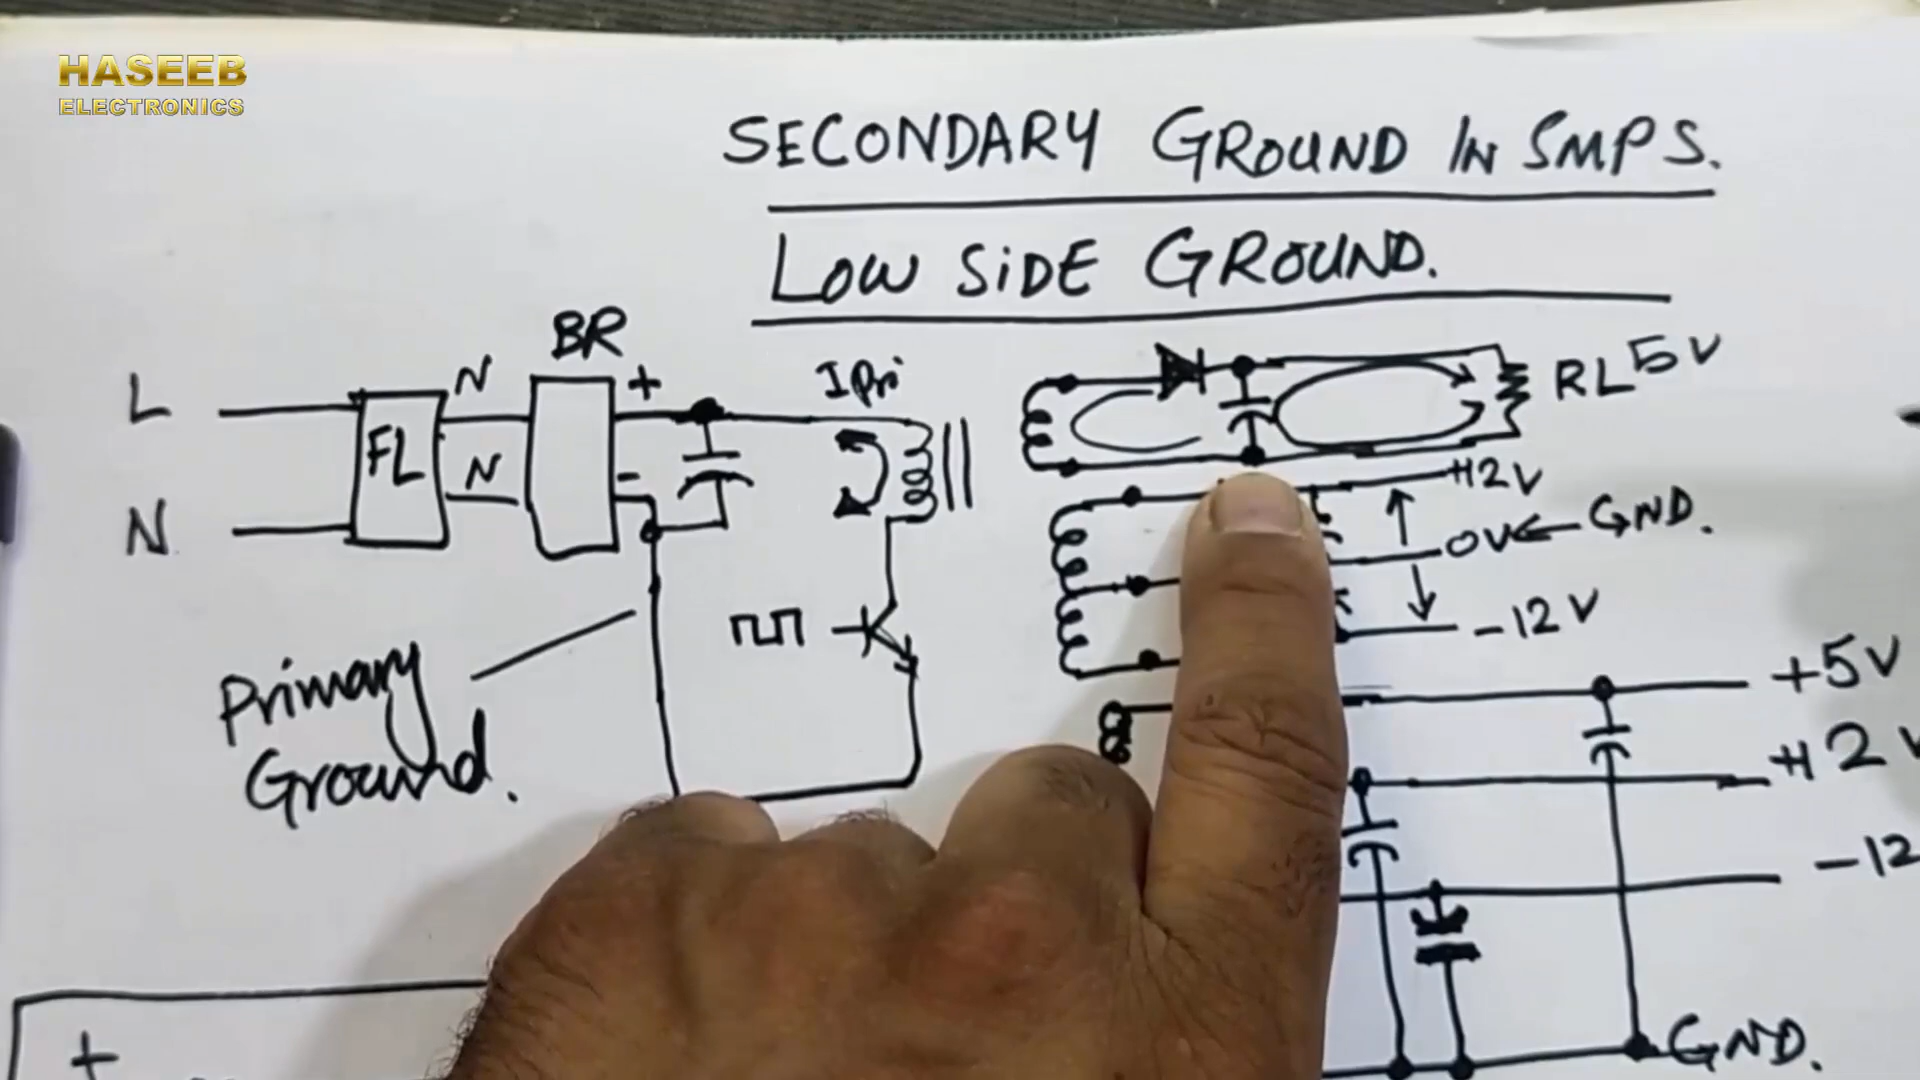 HASEEB
ELECTRONICS
SECONDARY GROUND IN SMPS.
LOW SiDE GROUND.
BR
L
N
+
I Pri
RL 5V
FL
N
-
+12V
0V ← GND.
N
-12V
Primary
Ground.
+5V
+12V
-12
GND.
+